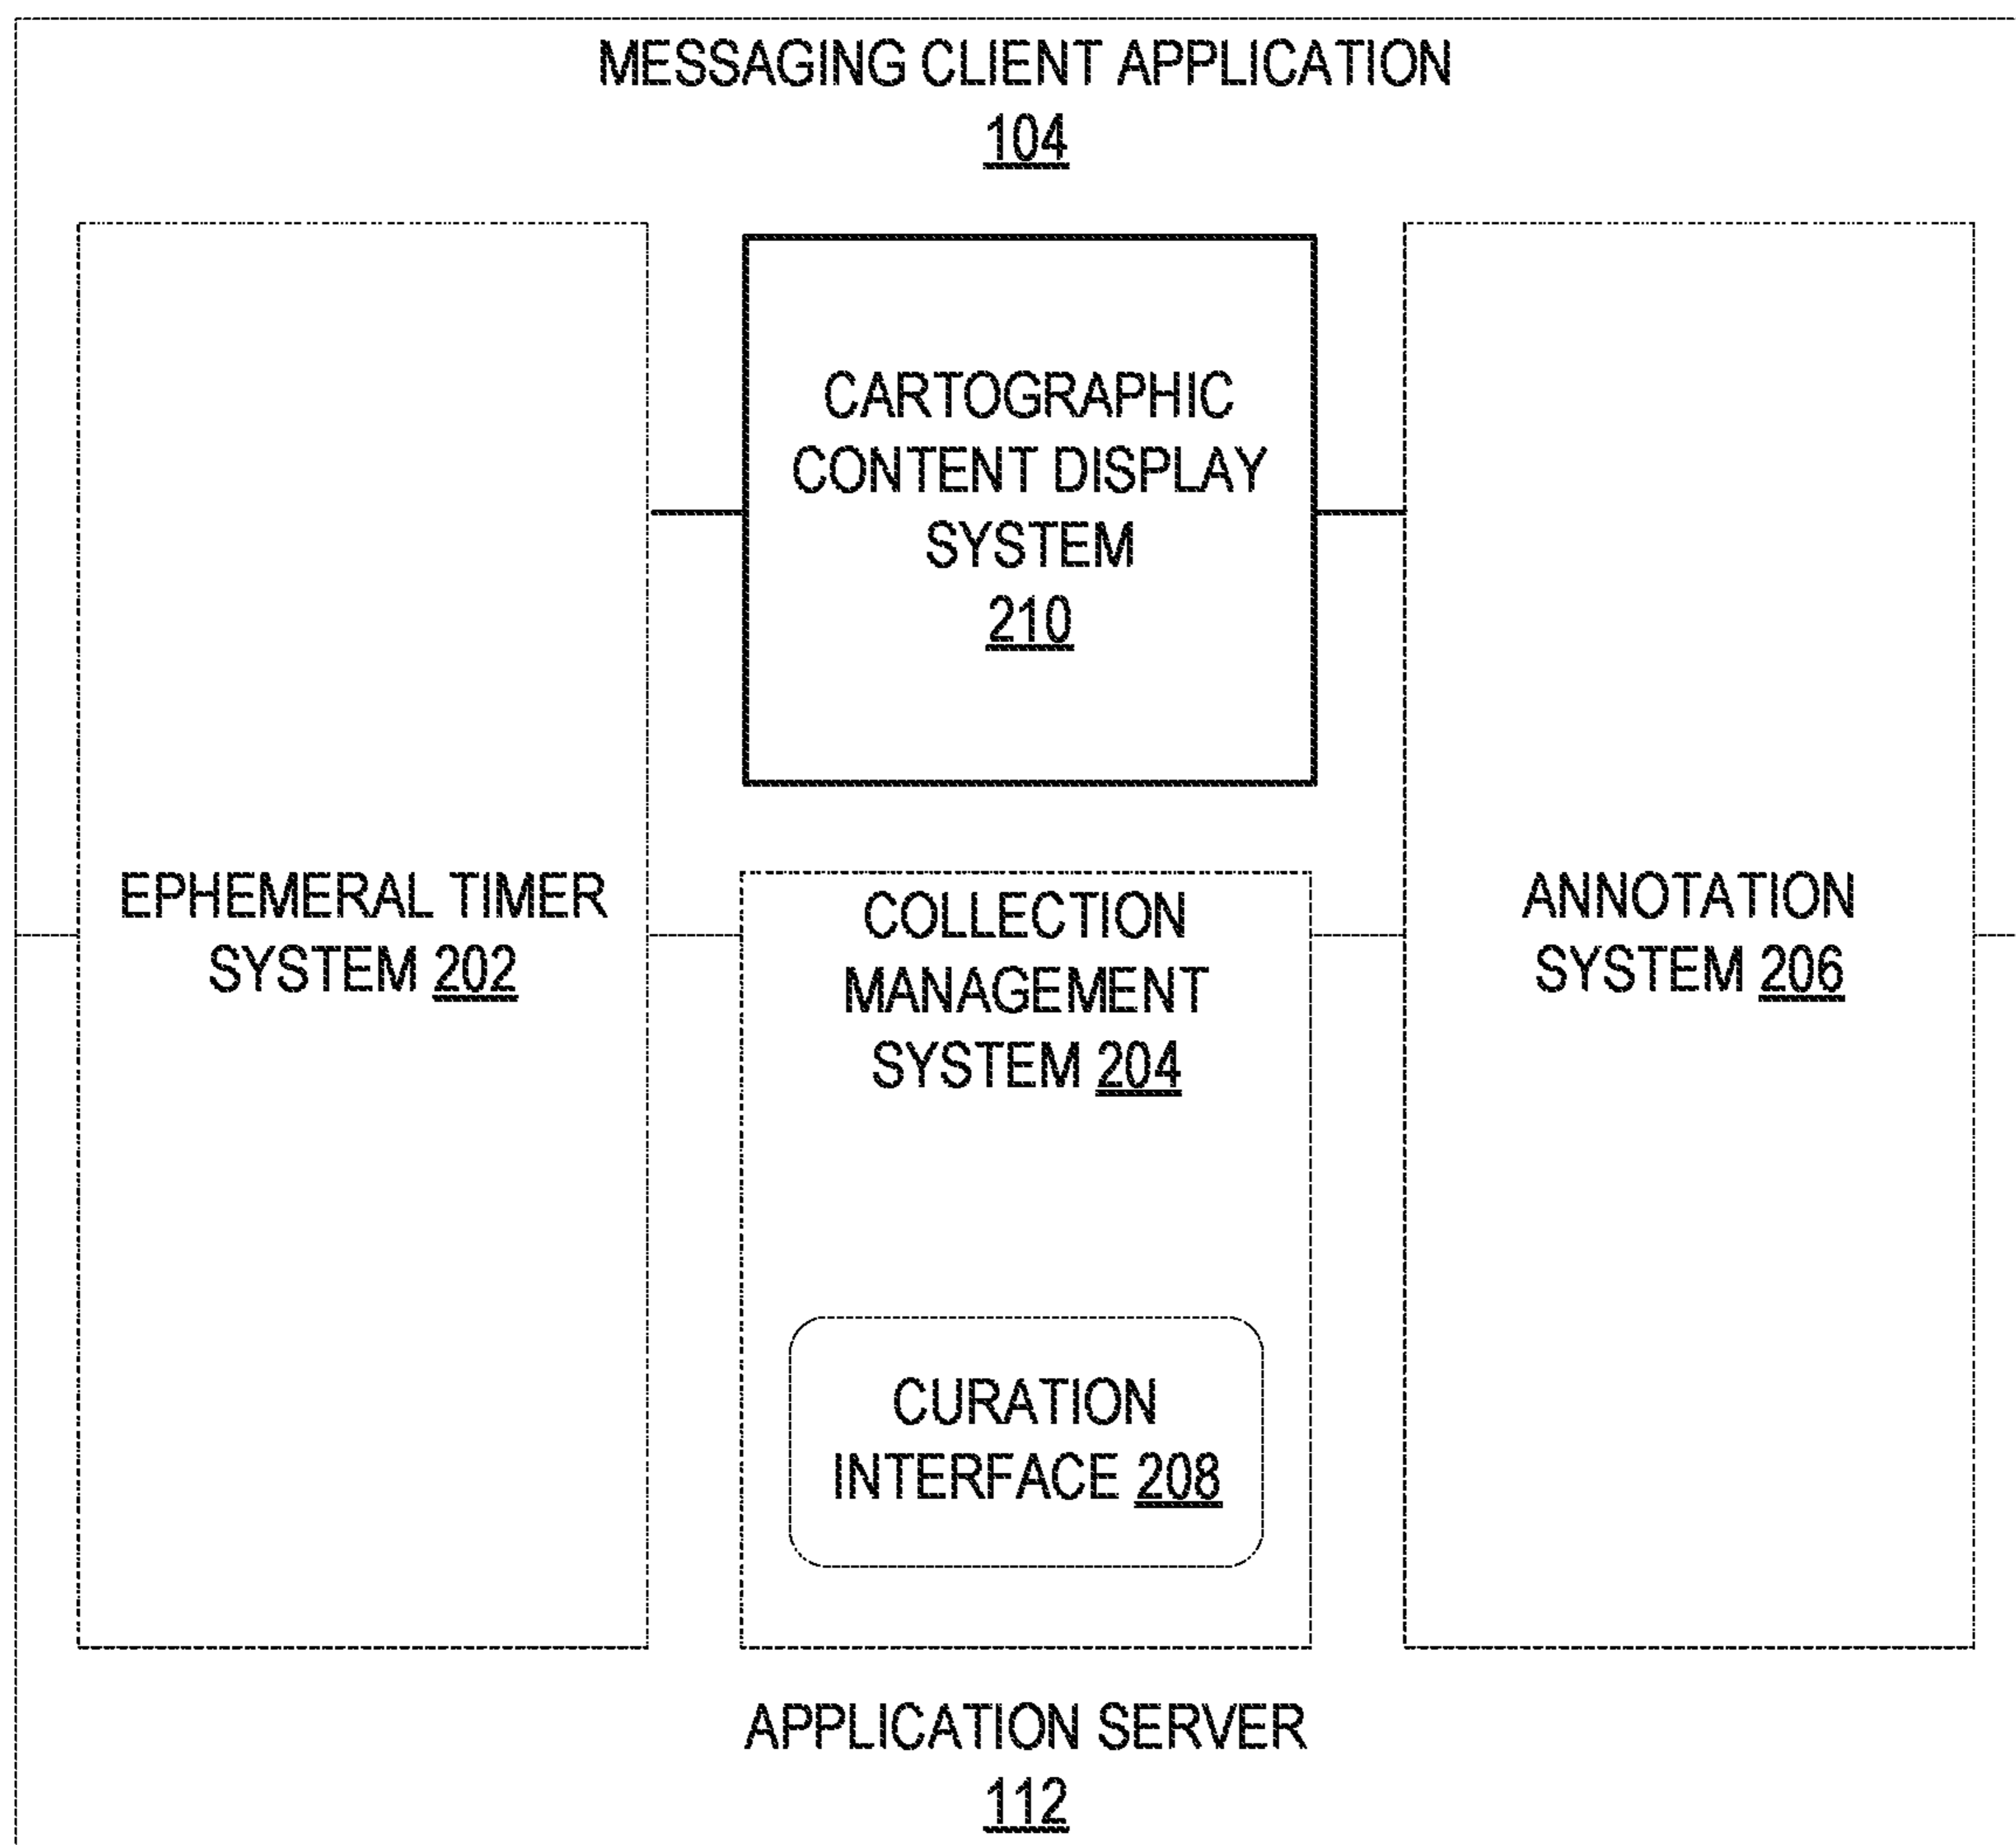 MESSAGING CLIENT APPLICATION
104
CARTOGRAPHIC
CONTENT DISPLAY
SYSTEM
210
EPHEMERAL TIMER
SYSTEM 202
COLLECTION
MANAGEMENT
SYSTEM 204
CURATION
INTERFACE 208
ANNOTATION
SYSTEM 206
APPLICATION SERVER
112